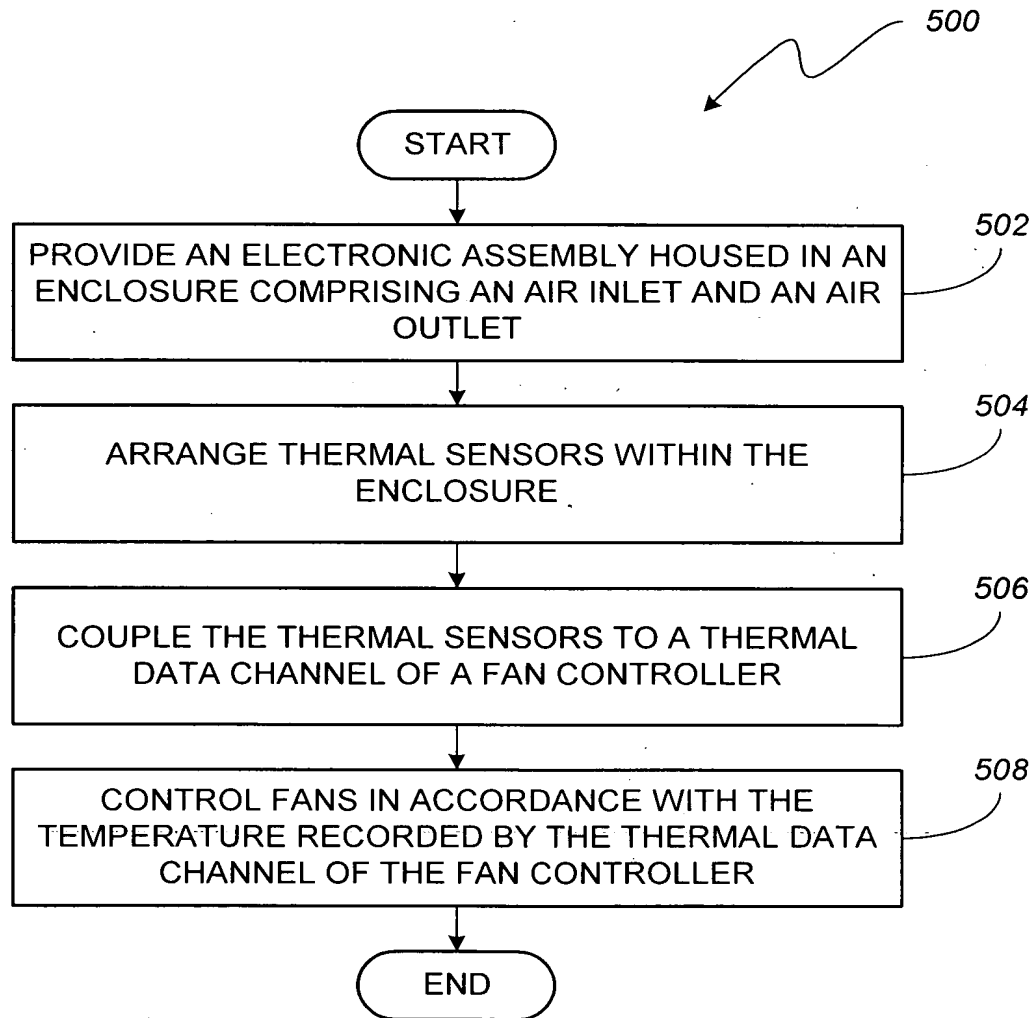 500
START
502
PROVIDE AN ELECTRONIC ASSEMBLY HOUSED IN AN
ENCLOSURE COMPRISING AN AIR INLET AND AN AIR
OUTLET
504
ARRANGE THERMAL SENSORS WITHIN THE
ENCLOSURE
506
COUPLE THE THERMAL SENSORS TO A THERMAL
DATA CHANNEL OF A FAN CONTROLLER
508
CONTROL FANS IN ACCORDANCE WITH THE
TEMPERATURE RECORDED BY THE THERMAL DATA
CHANNEL OF THE FAN CONTROLLER
END